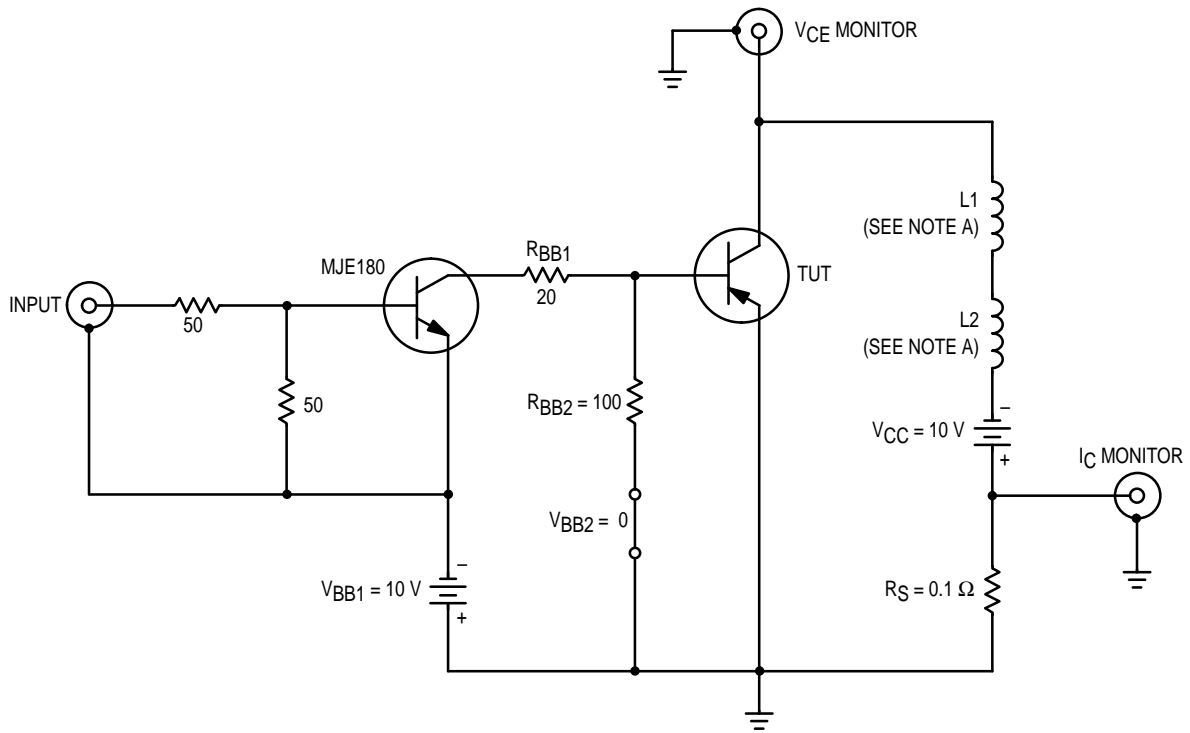 VCE MONITOR
L1
(SEE NOTE A)
RBB1
MJE180
TUT
20
INPUT
50
L2
(SEE NOTE A)
50
RBB2 = 100
VCC = 10 V
–
+
IC MONITOR
VBB2 = 0
–
VBB1 = 10 V
+
RS = 0.1 Ω